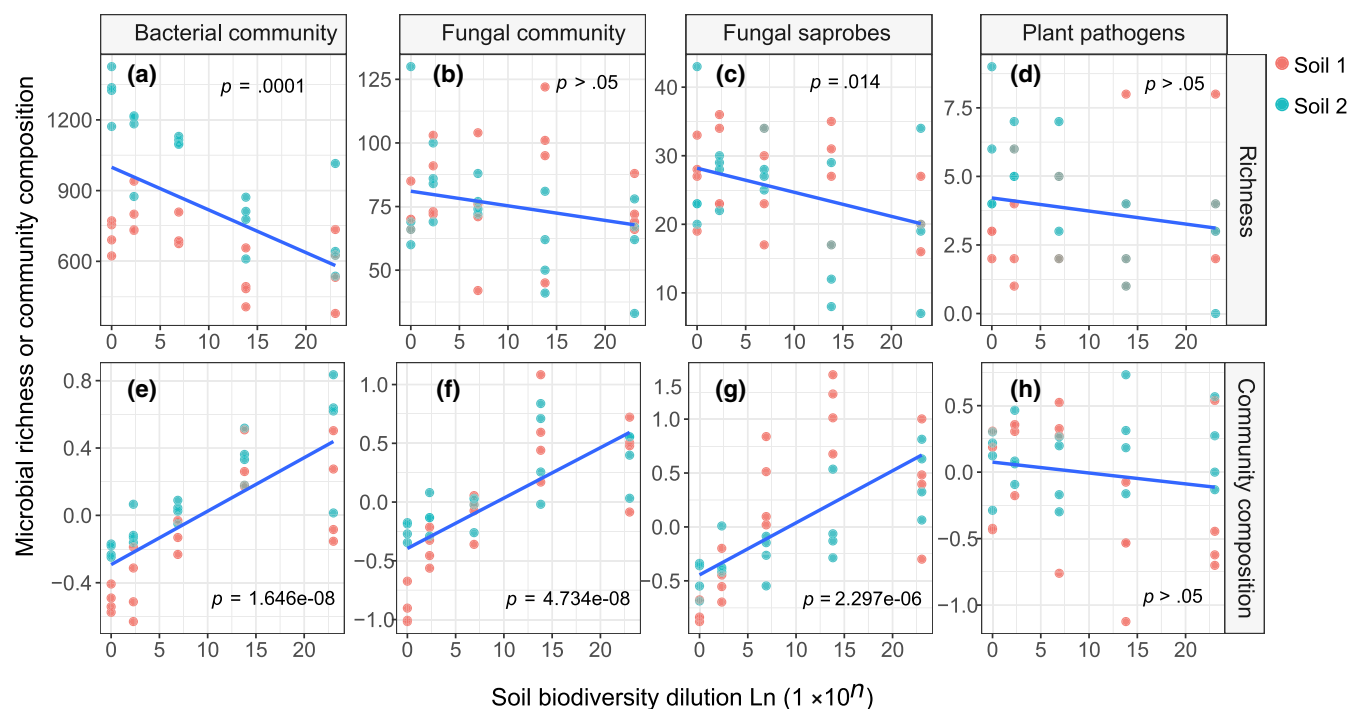 Bacterial community
Fungal community
Fungal saprobes
Plant pathogens
Microbial richness or community composition
(a)
p = .0001
1200
900
600
0 5 10 15 20
(b)
p > .05
125
100
75
50
0 5 10 15 20
(c)
p = .014
40
30
20
10
0 5 10 15 20
(d)
p > .05
7.5
5.0
2.5
0.0
0 5 10 15 20
Richness
Soil 1
Soil 2
(e)
p = 1.646e-08
0.8
0.4
0.0
−0.4
0 5 10 15 20
(f)
p = 4.734e-08
1.0
0.5
0.0
−0.5
−1.0
0 5 10 15 20
(g)
p = 2.297e-06
1.5
1.0
0.5
−0.0
−0.5
0 5 10 15 20
(h)
p > .05
0.5
0.0
−0.5
−1.0
0 5 10 15 20
Community composition
Soil biodiversity dilution Ln (1 ×10n)